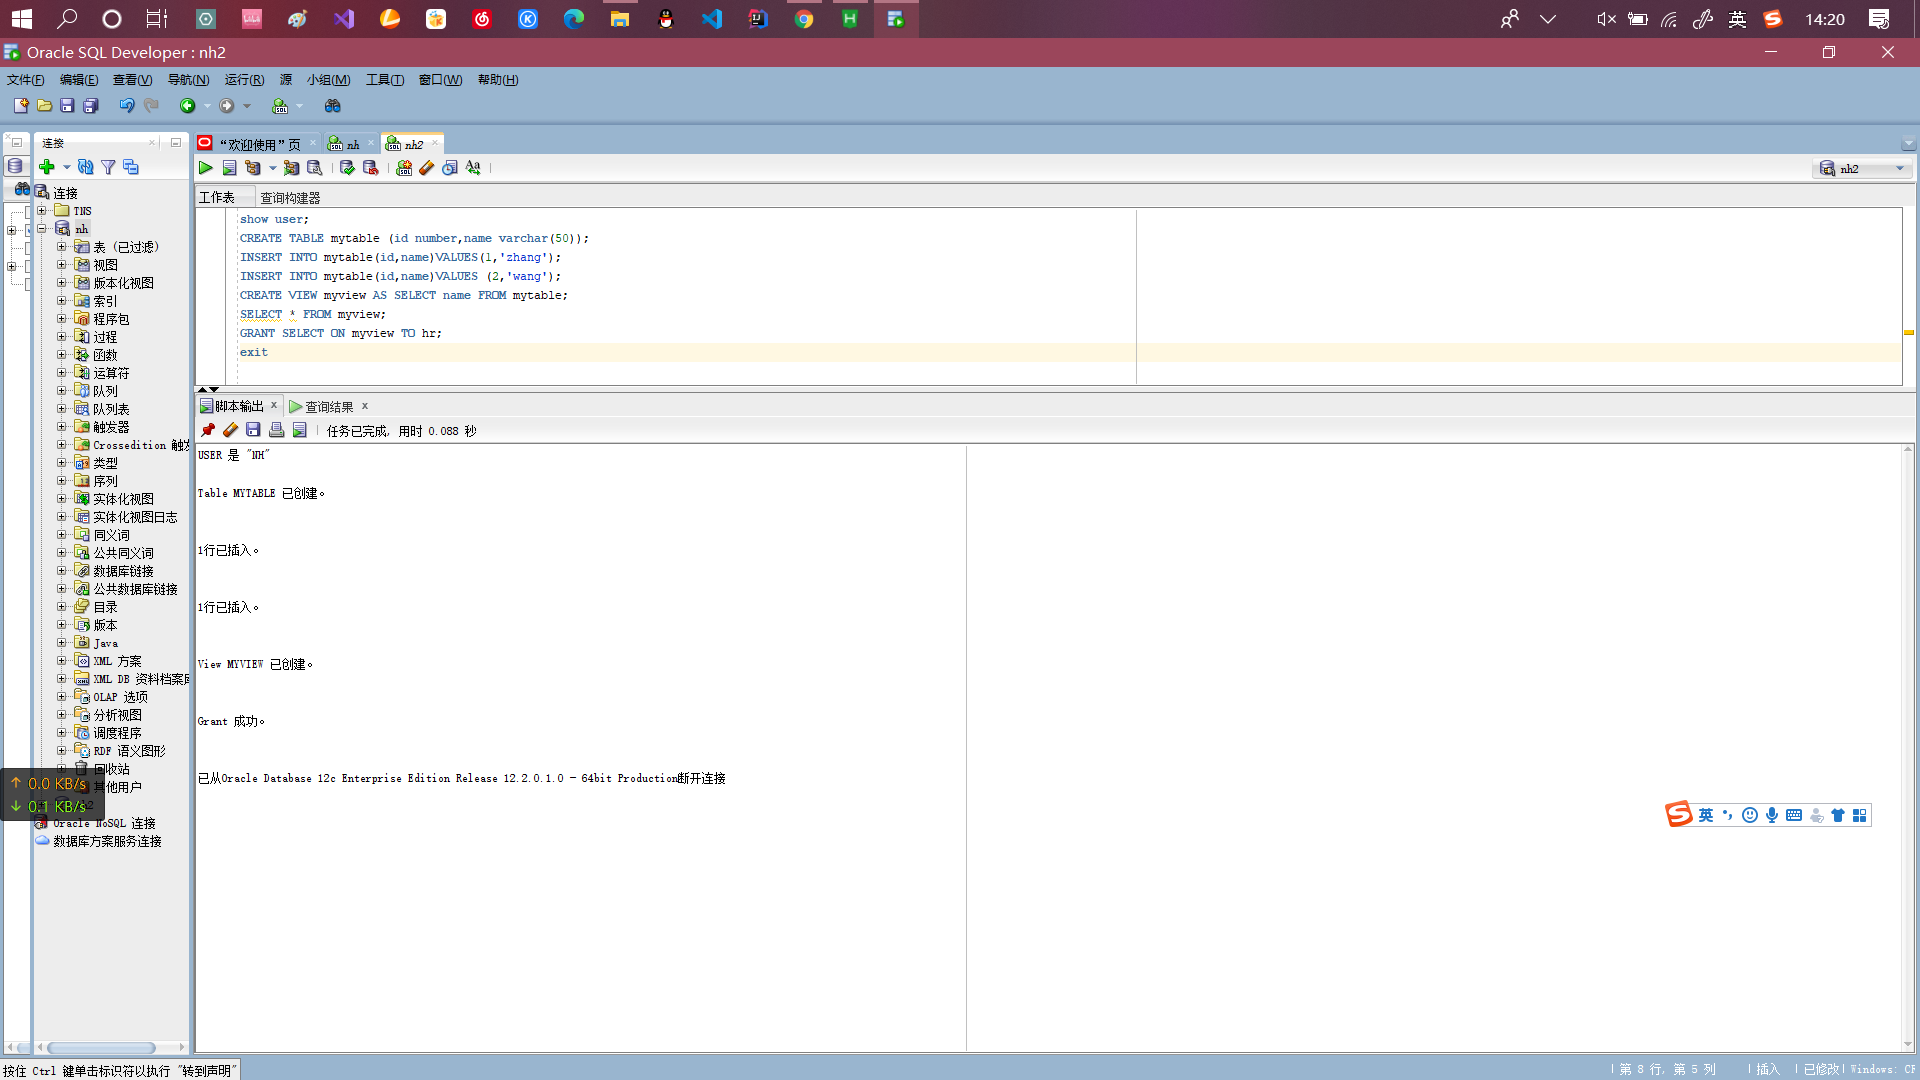 英
14:20
Oracle SQL Developer : nh2
文件(F) 编辑(E) 查看(V) 导航(N) 运行(R) 源 小组(M) 工具(T) 窗口(W) 帮助(H)
连接
“欢迎使用”页
nh
nh2
nh2
工作表
查询构建器
连接
TNS
nh
表 (已过滤)
视图
版本化视图
索引
程序包
过程
函数
运算符
队列
队列表
触发器
Crossedition 触发
类型
序列
实体化视图
实体化视图日志
同义词
公共同义词
数据库链接
公共数据库链接
目录
版本
Java
XML 方案
XML DB 资料档案库
OLAP 选项
分析视图
调度程序
RDF 语义图形
回收站
其他用户
Oracle NoSQL 连接
数据库方案服务连接
↑ 0.0 KB/s
↓ 0.1 KB/s
show user;
CREATE TABLE mytable (id number,name varchar(50));
INSERT INTO mytable(id,name)VALUES(1,'zhang');
INSERT INTO mytable(id,name)VALUES (2,'wang');
CREATE VIEW myview AS SELECT name FROM mytable;
SELECT * FROM myview;
GRANT SELECT ON myview TO hr;
exit
脚本输出
查询结果
任务已完成, 用时 0.088 秒
USER 是 "NH"
Table MYTABLE 已创建。
1行已插入。
1行已插入。
View MYVIEW 已创建。
Grant 成功。
已从Oracle Database 12c Enterprise Edition Release 12.2.0.1.0 - 64bit Production断开连接
英
按住 Ctrl 键单击标识符以执行 "转到声明"
第 8 行, 第 5 列
插入
已修改
Windows: CR